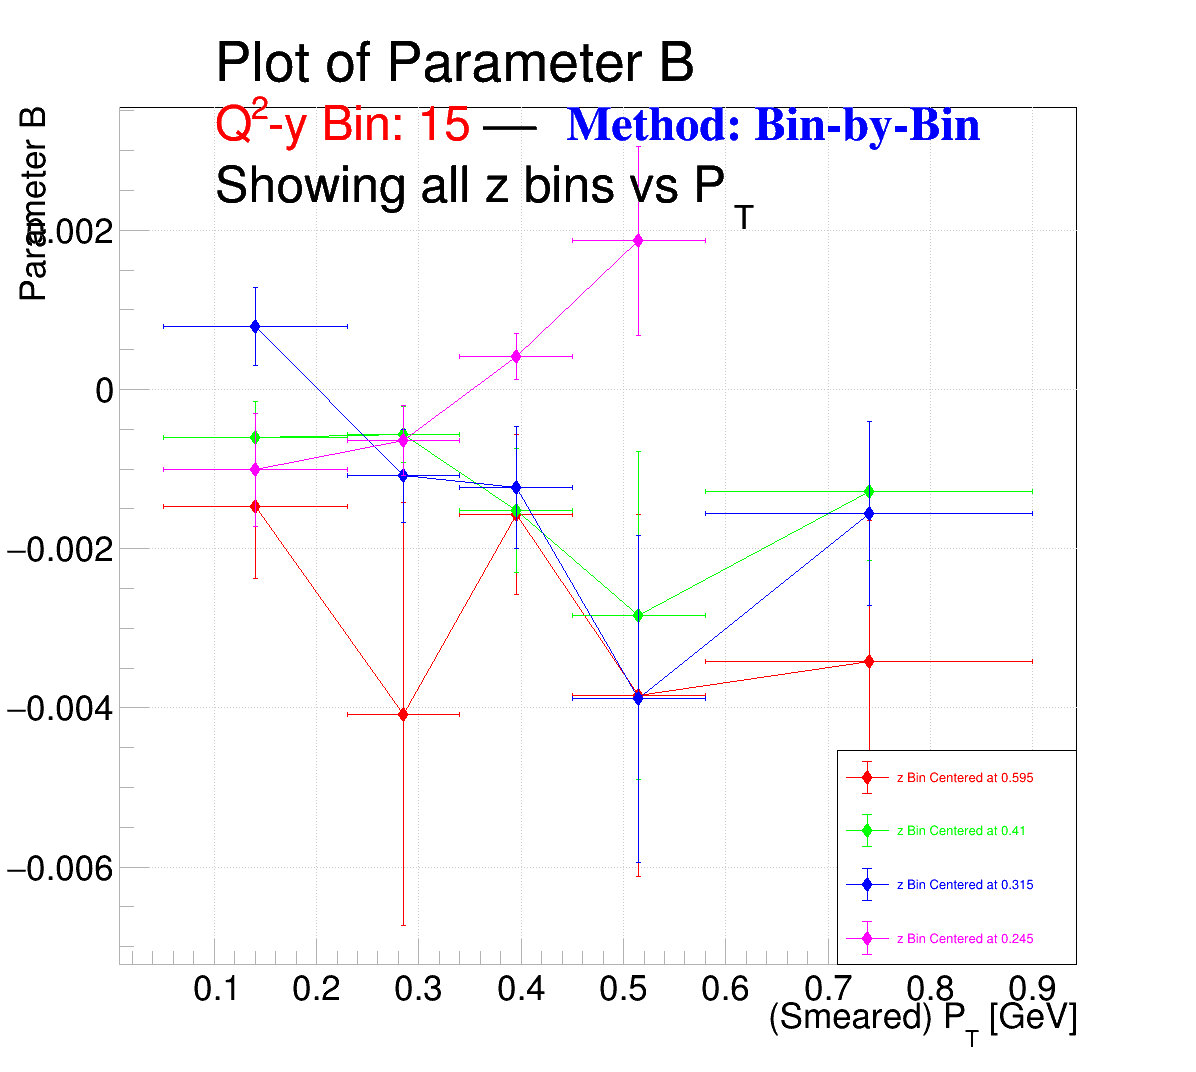 Plot of Parameter B
Q²-y Bin: 15 — Method: Bin-by-Bin
Showing all z bins vs P_T
Parameter B
0.002
0
−0.002
−0.004
−0.006
z Bin Centered at 0.595
z Bin Centered at 0.41
z Bin Centered at 0.315
z Bin Centered at 0.245
0.1 0.2 0.3 0.4 0.5 0.6 0.7 0.8 0.9
(Smeared) P_T [GeV]